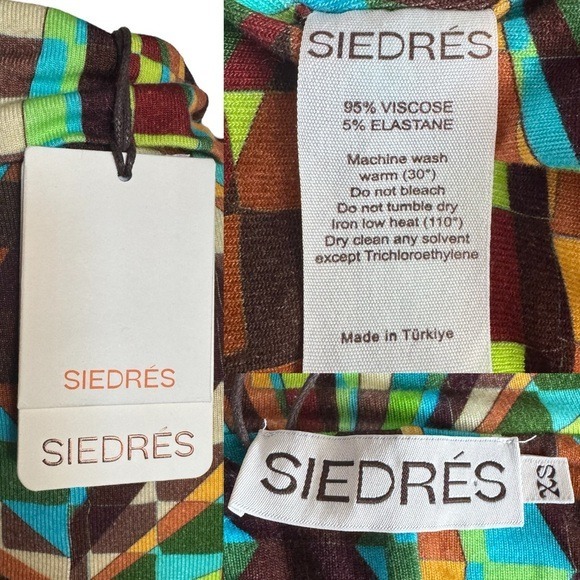 SIEDRÉS
SIEDRÉS
SIEDRÉS
95% VISCOSE
5% ELASTANE
Machine wash
warm (30°)
Do not bleach
Do not tumble dry
Iron low heat (110°)
Dry clean any solvent
except Trichloroethylene
Made in Türkiye
SIEDRÉS
XS